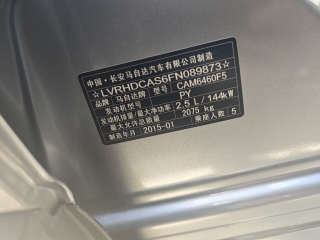 中国·长安马自达汽车有限公司制造
☆LVRHDCAS6FN089873☆
品牌 马自达牌 型号 CAM6460F5
发动机型号 PY
发动机排量/最大净功率 2.5 L/144kW
最大允许总质量 2075 kg
制造年月 2015-01 乘座人数 5